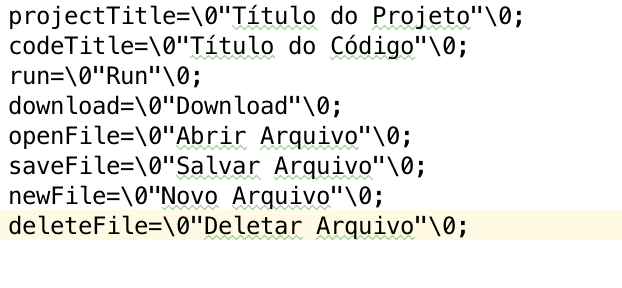 projectTitle=\0"Título do Projeto"\0;
codeTitle=\0"Título do Código"\0;
run=\0"Run"\0;
download=\0"Download"\0;
openFile=\0"Abrir Arquivo"\0;
saveFile=\0"Salvar Arquivo"\0;
newFile=\0"Novo Arquivo"\0;
deleteFile=\0"Deletar Arquivo"\0;